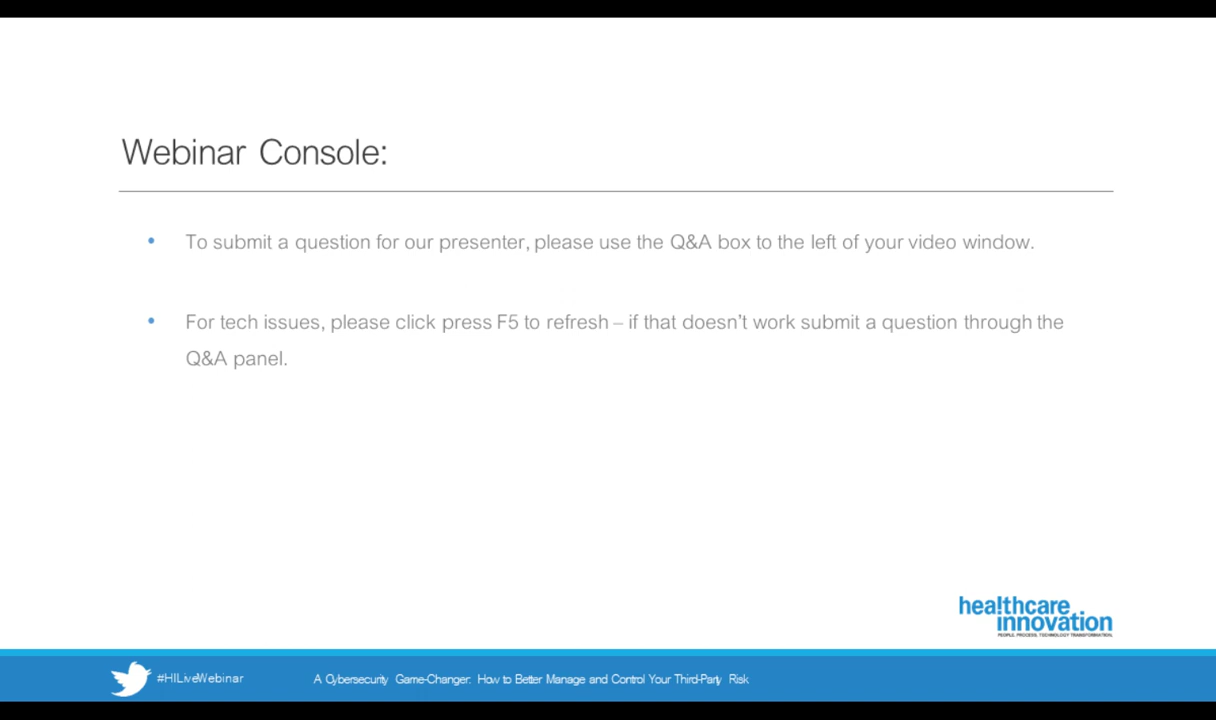 Webinar Console:
• To submit a question for our presenter, please use the Q&A box to the left of your video window.
• For tech issues, please click press F5 to refresh – if that doesn't work submit a question through the
Q&A panel.
healthcare
innovation
PEOPLE, PROCESS, TECHNOLOGY TRANSFORMATION.
#HILiveWebinar
A Cybersecurity Game-Changer: How to Better Manage and Control Your Third-Party Risk